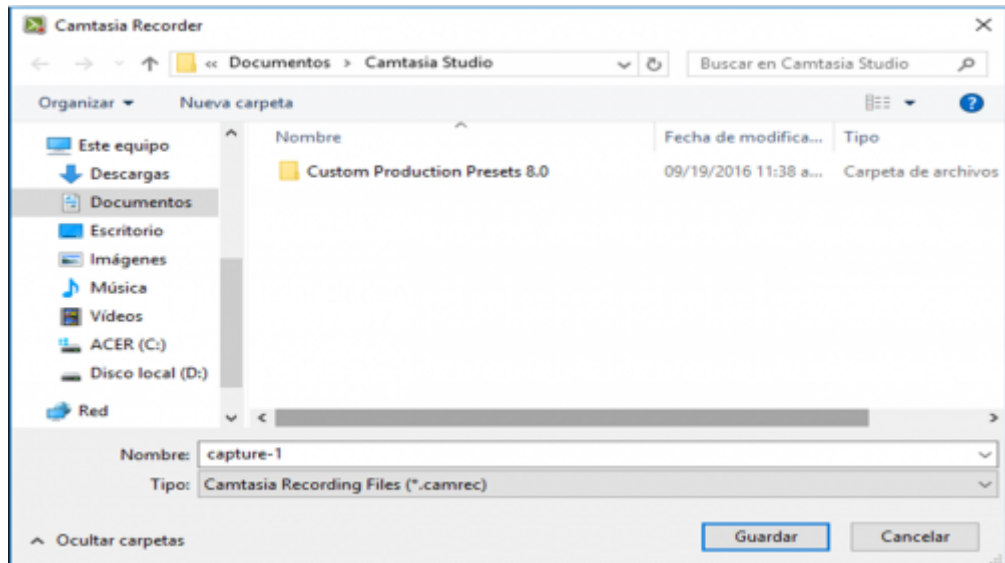 Camtasia Recorder
« Documentos › Camtasia Studio
Buscar en Camtasia Studio
Organizar
Nueva carpeta
Nombre
Fecha de modifica...
Tipo
Este equipo
Descargas
Documentos
Escritorio
Imágenes
Música
Vídeos
ACER (C:)
Disco local (D:)
Red
Custom Production Presets 8.0
09/19/2016 11:38 a...
Carpeta de archivos
Nombre: capture-1
Tipo: Camtasia Recording Files (*.camrec)
Ocultar carpetas
Guardar
Cancelar